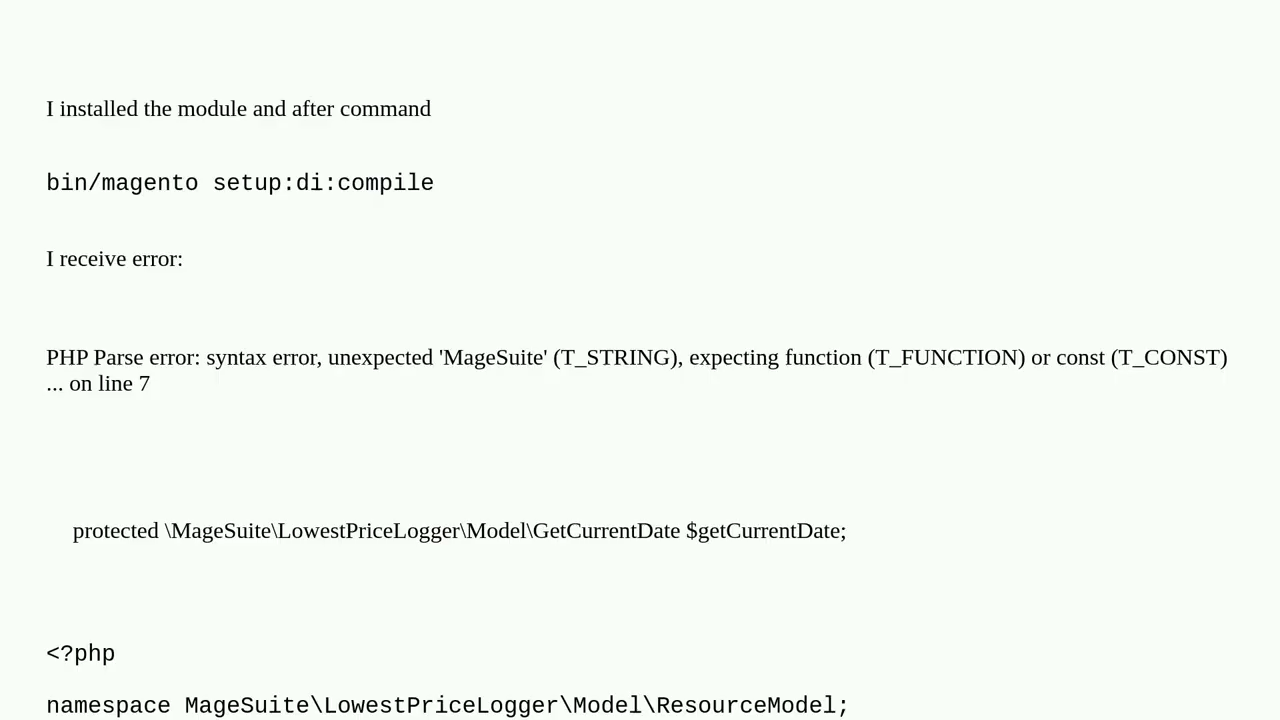 I installed the module and after command
bin/magento setup:di:compile
I receive error:
PHP Parse error: syntax error, unexpected 'MageSuite' (T_STRING), expecting function (T_FUNCTION) or const (T_CONST)
... on line 7
protected \MageSuite\LowestPriceLogger\Model\GetCurrentDate $getCurrentDate;
<?php
namespace MageSuite\LowestPriceLogger\Model\ResourceModel;